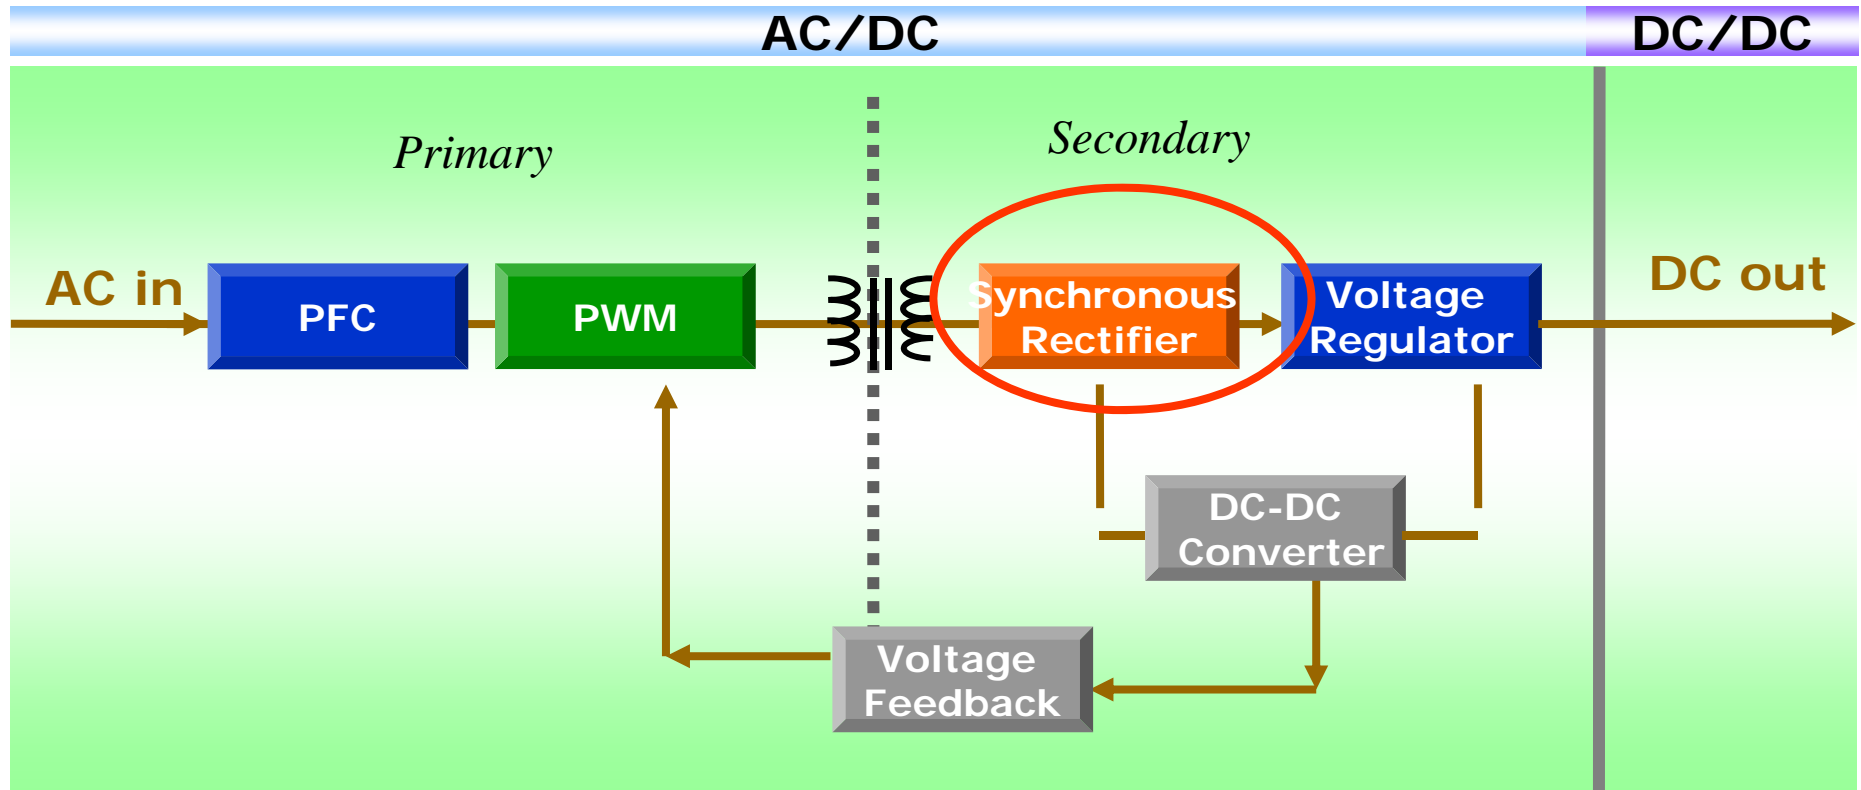 AC/DC
DC/DC
Primary
Secondary
AC in
PFC
PWM
Synchronous
Rectifier
Voltage
Regulator
DC out
DC-DC
Converter
Voltage
Feedback